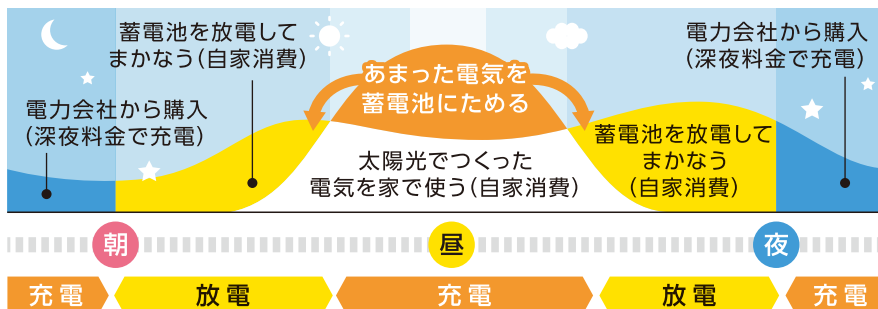 蓄電池を放電して
まかなう（自家消費）
電力会社から購入
（深夜料金で充電）
あまった電気を
蓄電池にためる
電力会社から購入
（深夜料金で充電）
太陽光でつくった
電気を家で使う（自家消費）
蓄電池を放電して
まかなう
（自家消費）
朝
昼
夜
充電
放電
充電
放電
充電